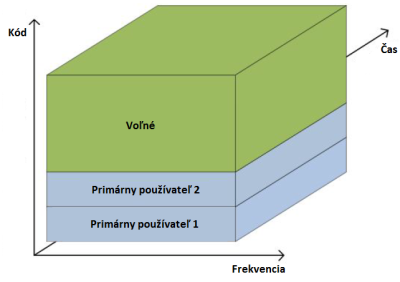 Kód
Čas
Voľné
Primárny používateľ 2
Primárny používateľ 1
Frekvencia